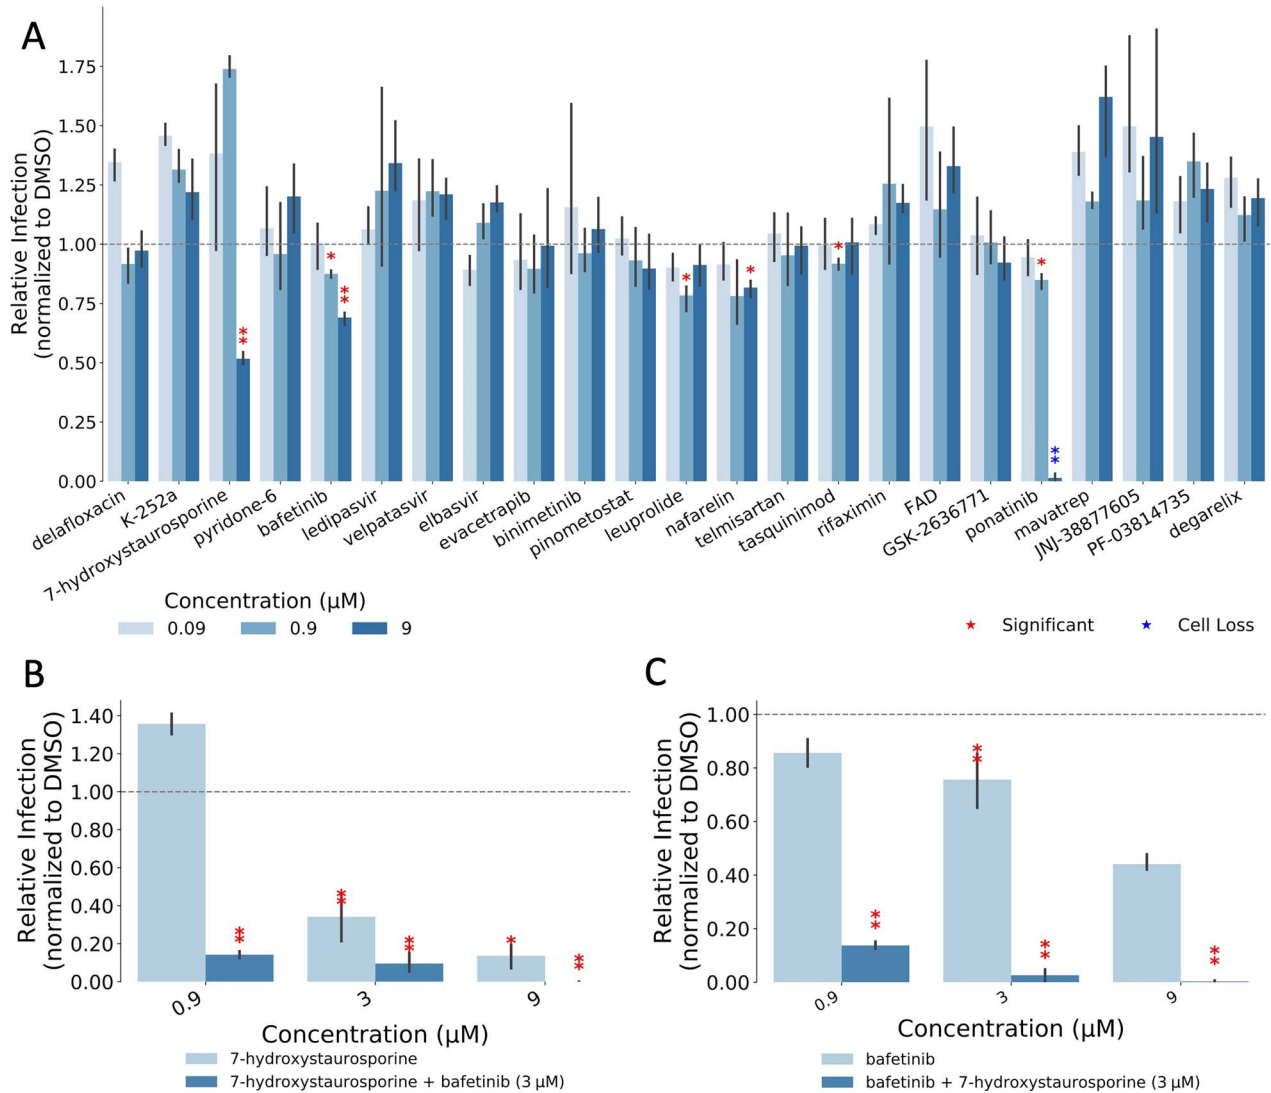 A
Relative Infection
(normalized to DMSO)
1.75
1.50
1.25
1.00
0.75
0.50
0.25
0.00
delafloxacin
K-252a
7-hydroxystaurosporine
pyridone-6
bafetinib
ledipasvir
velpatasvir
elbasvir
evacetrapib
binimetinib
pinometostat
leuprolide
nafarelin
telmisartan
tasquinimod
rifaximin
FAD
GSK-2636771
ponatinib
mavatrep
JNJ-38877605
PF-03814735
degarelix
Concentration (μM)
0.09 0.9 9
Significant Cell Loss
B
Relative Infection
(normalized to DMSO)
1.40
1.20
1.00
0.80
0.60
0.40
0.20
0.00
0.9 3 9
Concentration (μM)
7-hydroxystaurosporine
7-hydroxystaurosporine + bafetinib (3 μM)
C
Relative Infection
(normalized to DMSO)
1.00
0.80
0.60
0.40
0.20
0.00
0.9 3 9
Concentration (μM)
bafetinib
bafetinib + 7-hydroxystaurosporine (3 μM)